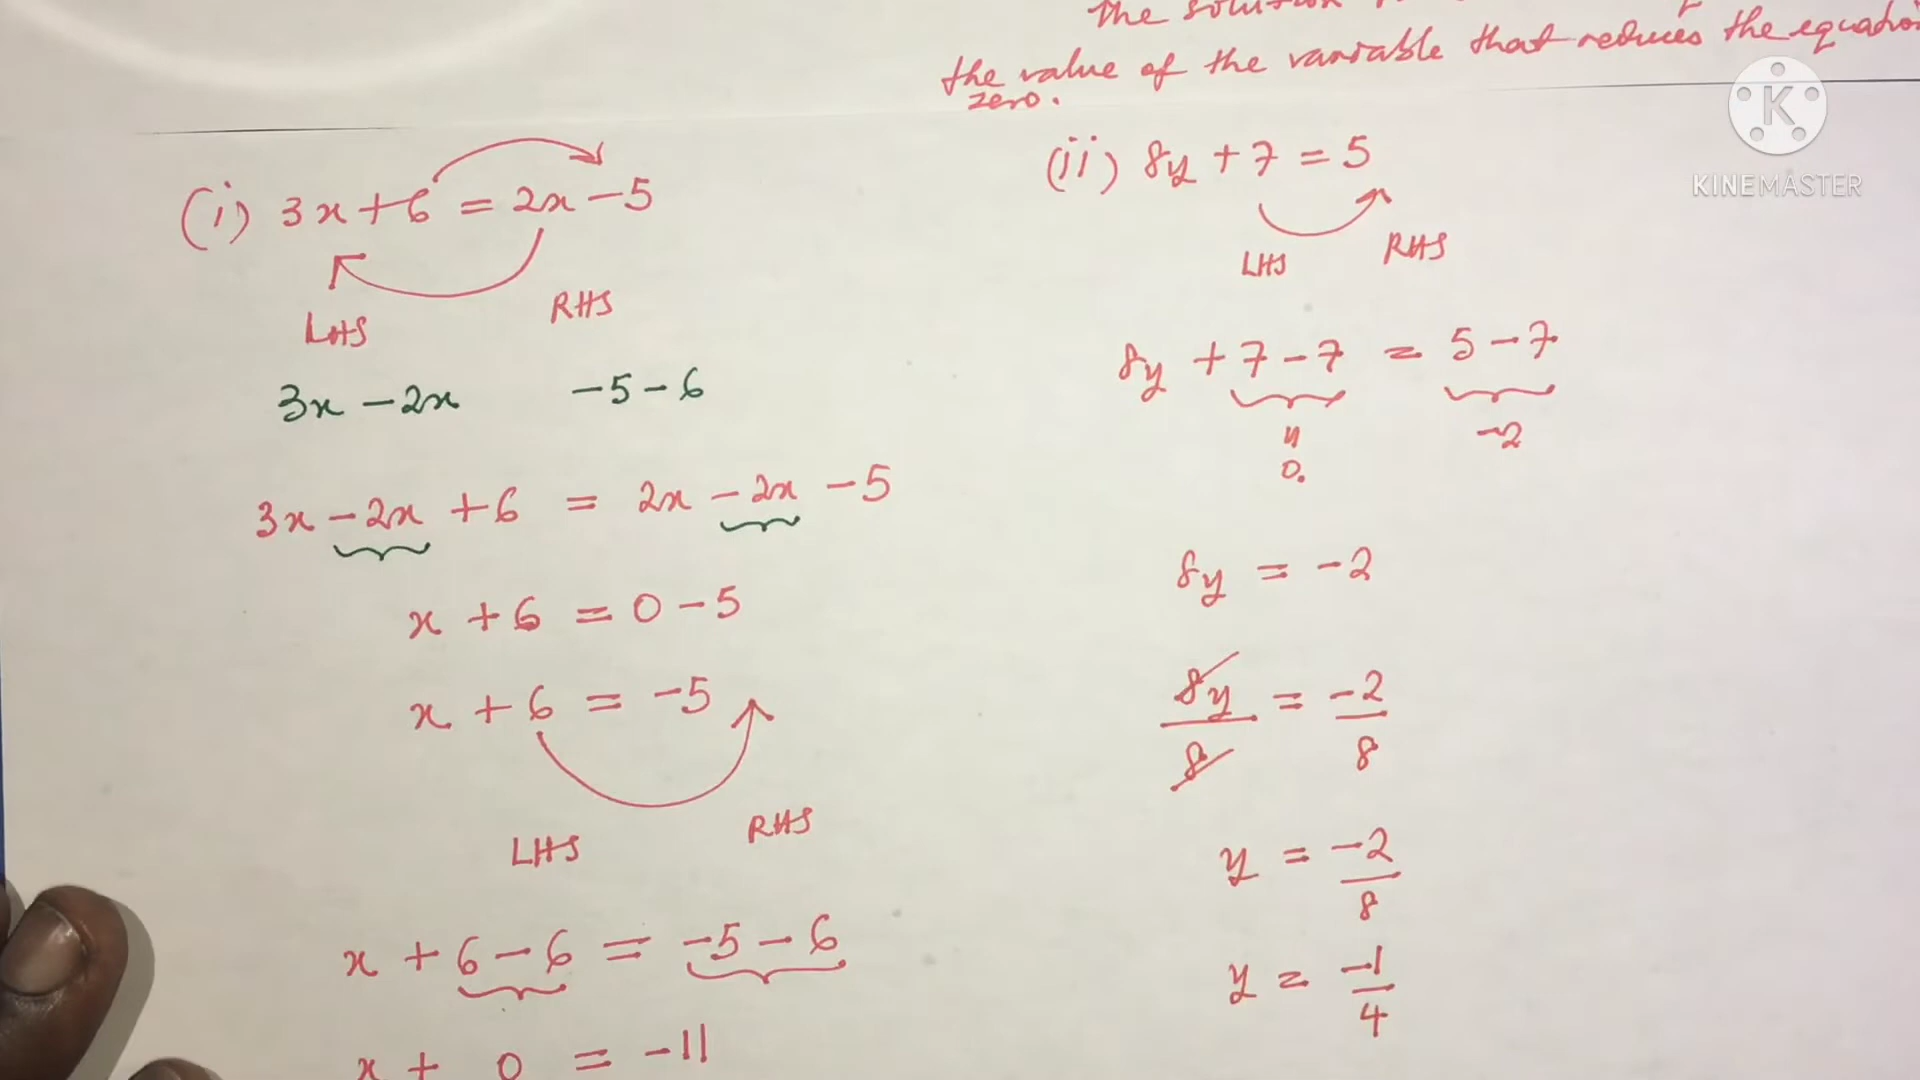 the solution
the value of the variable that reduces the equation
zero.
K
KINEMASTER
(i) 3x + 6 = 2x - 5
LHS RHS
3x - 2x -5 - 6
3x - 2x + 6 = 2x - 2x - 5
x + 6 = 0 - 5
x + 6 = -5
LHS RHS
x + 6 - 6 = -5 - 6
x + 0 = -11
(ii) 8y + 7 = 5
LHS RHS
8y + 7 - 7 = 5 - 7
0. -2
8y = -2
8y/8 = -2/8
y = -2/8
y = -1/4